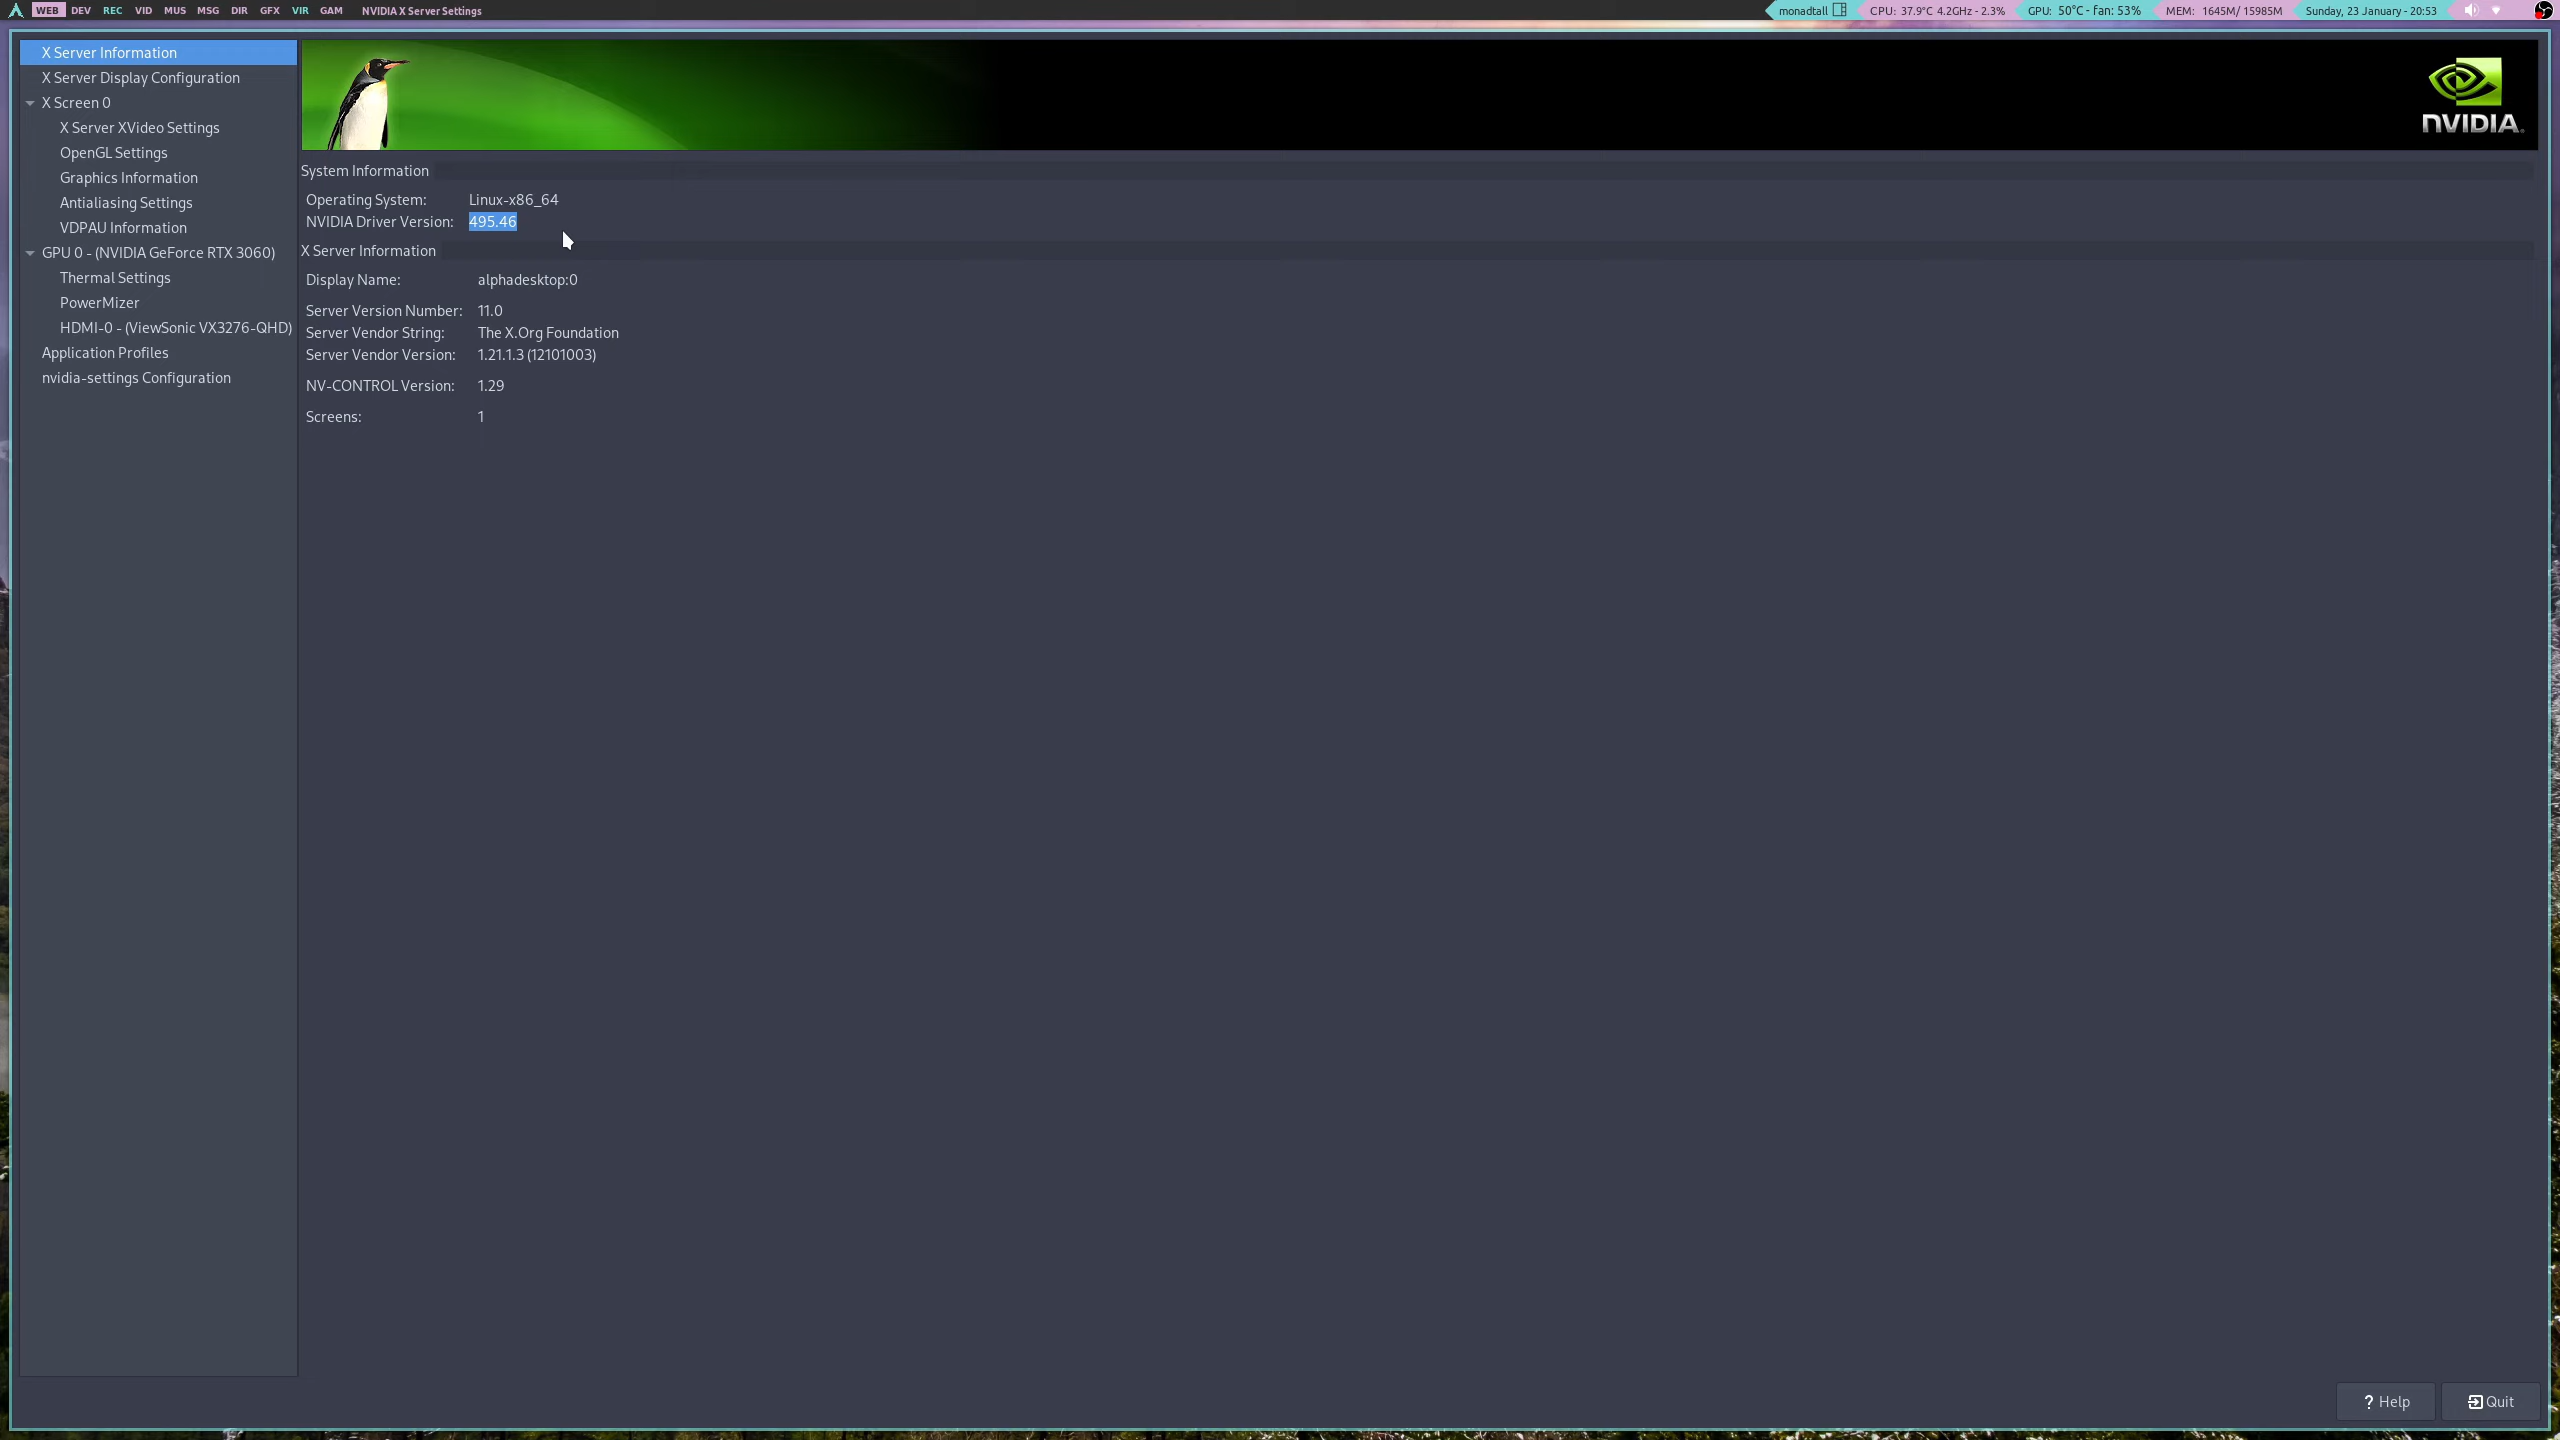 WEB DEV REC VID MUS MSG DIR GFX VIR GAM NVIDIA X Server Settings monadtall CPU: 37.9°C 4.2GHz - 2.3% GPU: 50°C - fan: 53% MEM: 1645M/ 15985M Sunday, 23 January - 20:53
X Server Information
X Server Display Configuration
X Screen 0
X Server XVideo Settings
OpenGL Settings
Graphics Information
Antialiasing Settings
VDPAU Information
GPU 0 - (NVIDIA GeForce RTX 3060)
Thermal Settings
PowerMizer
HDMI-0 - (ViewSonic VX3276-QHD)
Application Profiles
nvidia-settings Configuration
NVIDIA.
System Information
Operating System: Linux-x86_64
NVIDIA Driver Version: 495.46
X Server Information
Display Name: alphadesktop:0
Server Version Number: 11.0
Server Vendor String: The X.Org Foundation
Server Vendor Version: 1.21.1.3 (12101003)
NV-CONTROL Version: 1.29
Screens: 1
? Help Quit